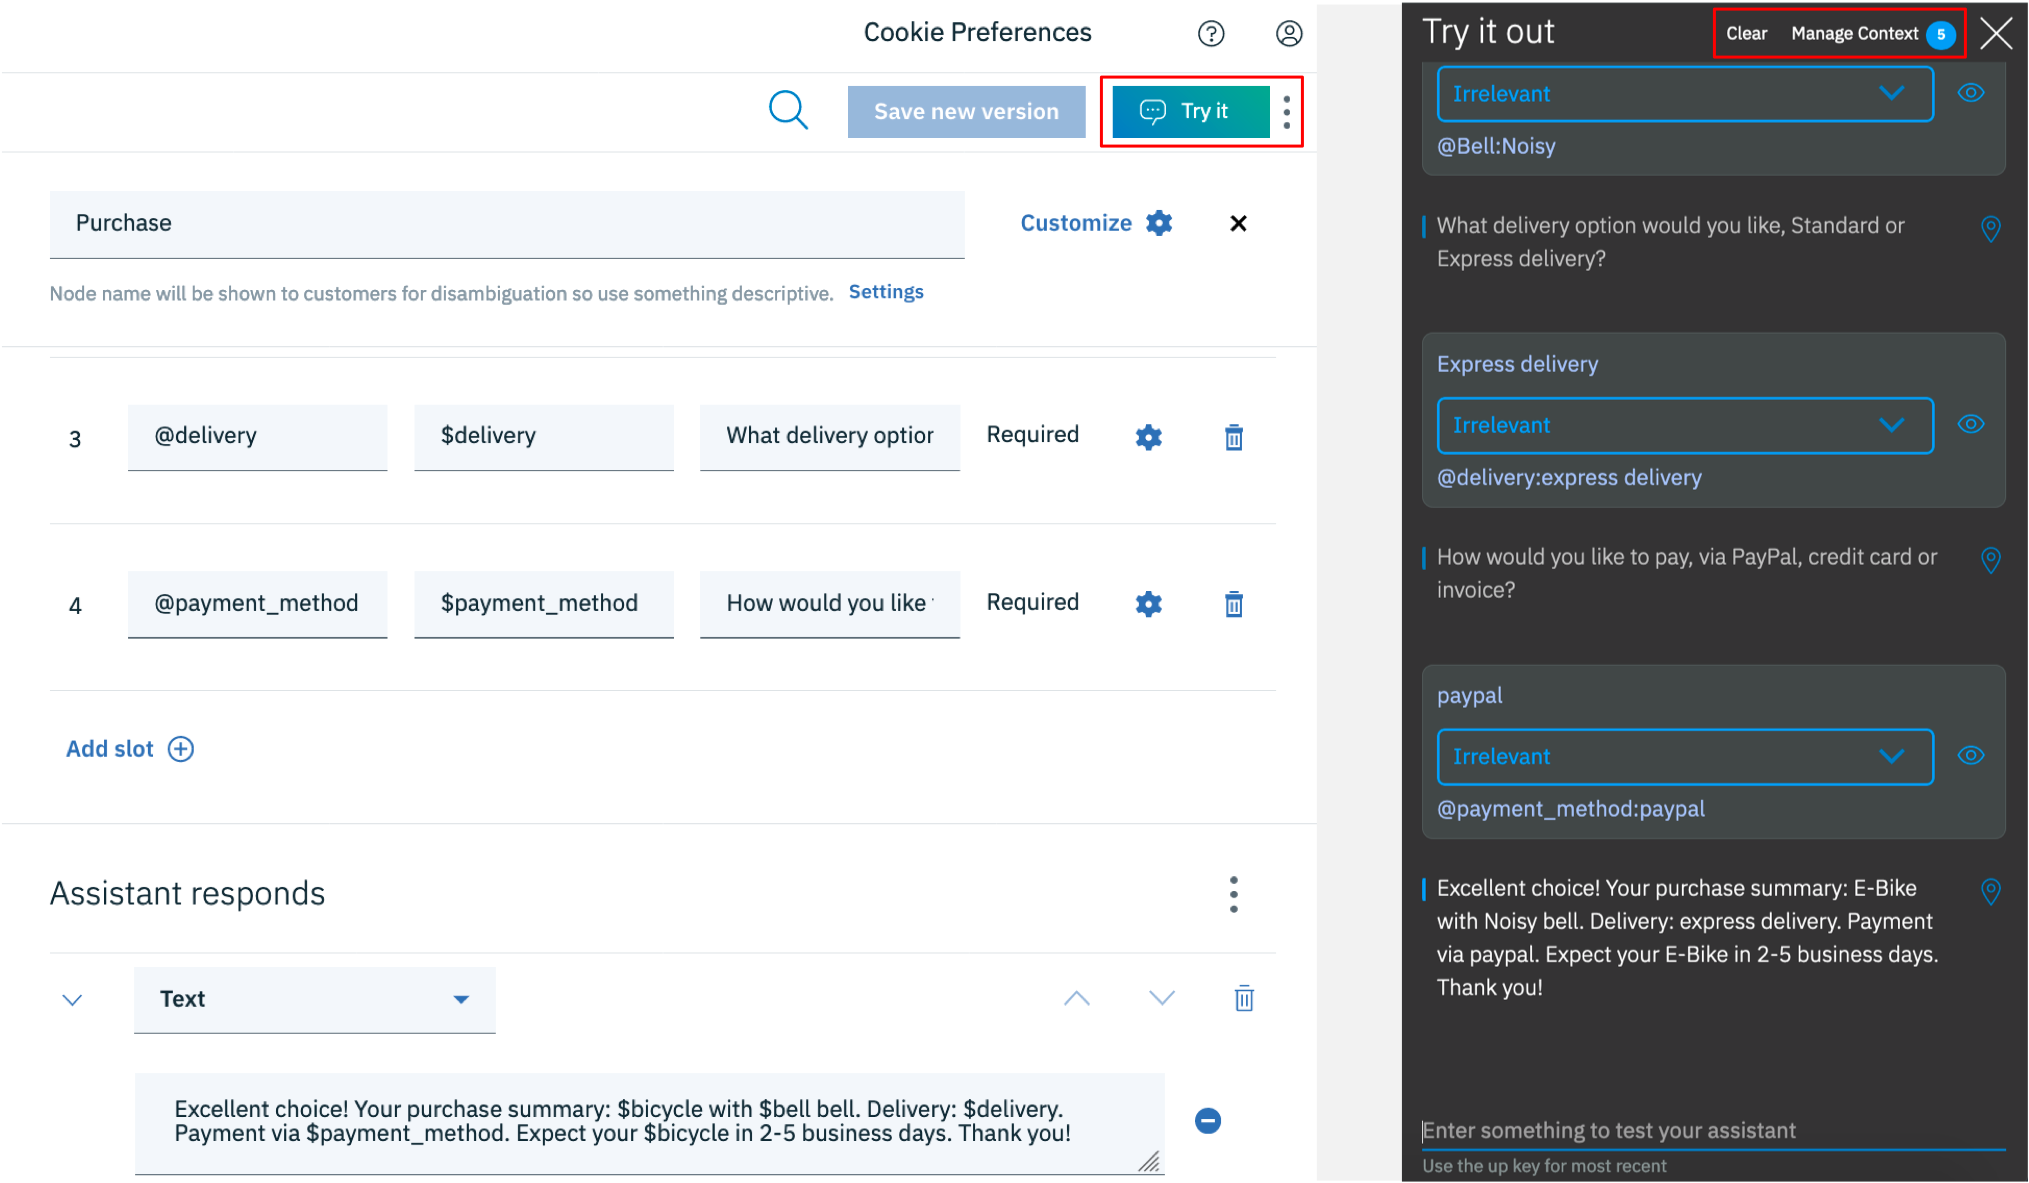 Cookie Preferences
Save new version
Try it
Purchase
Customize
Node name will be shown to customers for disambiguation so use something descriptive. Settings
3 @delivery $delivery What delivery option Required
4 @payment_method $payment_method How would you like Required
Add slot
Assistant responds
Text
Excellent choice! Your purchase summary: $bicycle with $bell bell. Delivery: $delivery.
Payment via $payment_method. Expect your $bicycle in 2-5 business days. Thank you!
Try it out Clear Manage Context 5
Irrelevant
@Bell:Noisy
What delivery option would you like, Standard or
Express delivery?
Express delivery
Irrelevant
@delivery:express delivery
How would you like to pay, via PayPal, credit card or
invoice?
paypal
Irrelevant
@payment_method:paypal
Excellent choice! Your purchase summary: E-Bike
with Noisy bell. Delivery: express delivery. Payment
via paypal. Expect your E-Bike in 2-5 business days.
Thank you!
Enter something to test your assistant
Use the up key for most recent